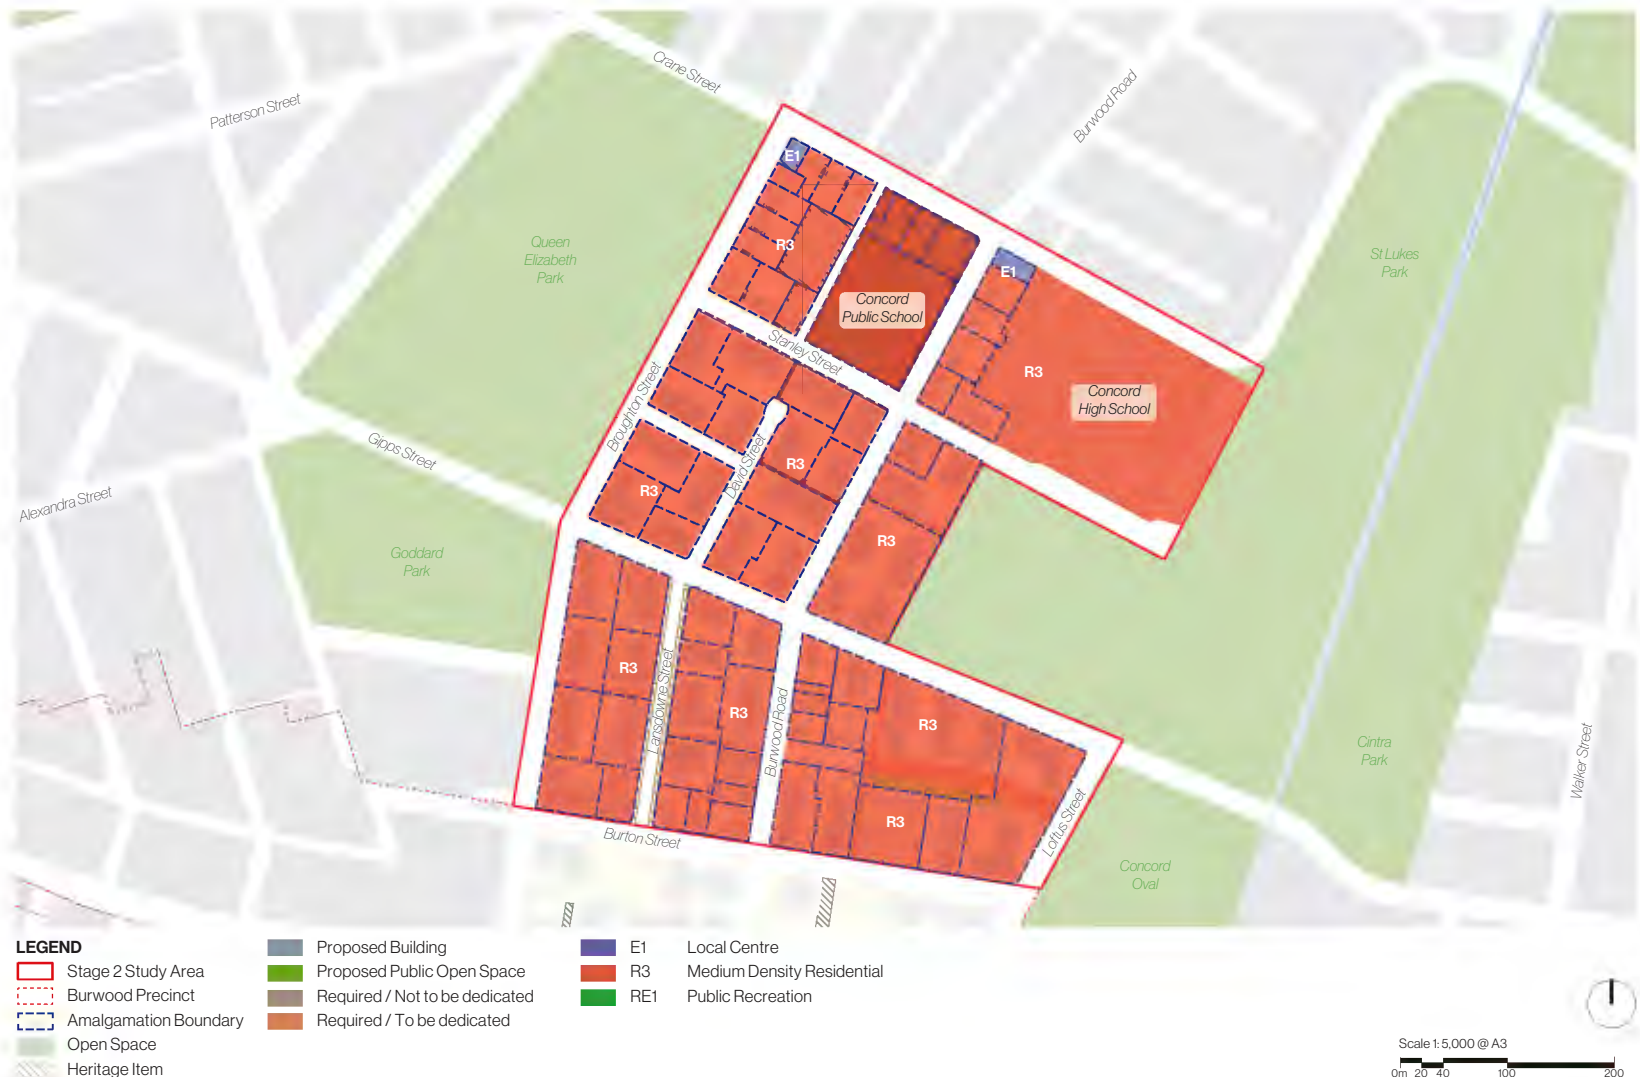 Crane Street
Burwood Road
Patterson Street
E1
Queen
Elizabeth
Park
R3
St Lukes
Park
E1
Concord
Public School
Stanley Street
R3
Concord
High School
Broughton Street
Gipps Street
David Street
R3
R3
Alexandra Street
R3
Goddard
Park
R3
Lansdowne Street
R3
Burwood Road
R3
Cintra
Park
Walker Street
R3
Loftus Street
Burton Street
Concord
Oval
LEGEND
Stage 2 Study Area
Burwood Precinct
Amalgamation Boundary
Open Space
Heritage Item
Proposed Building
Proposed Public Open Space
Required / Not to be dedicated
Required / To be dedicated
E1 Local Centre
R3 Medium Density Residential
RE1 Public Recreation
Scale 1: 5,000 @ A3
0m 20 40 100 200